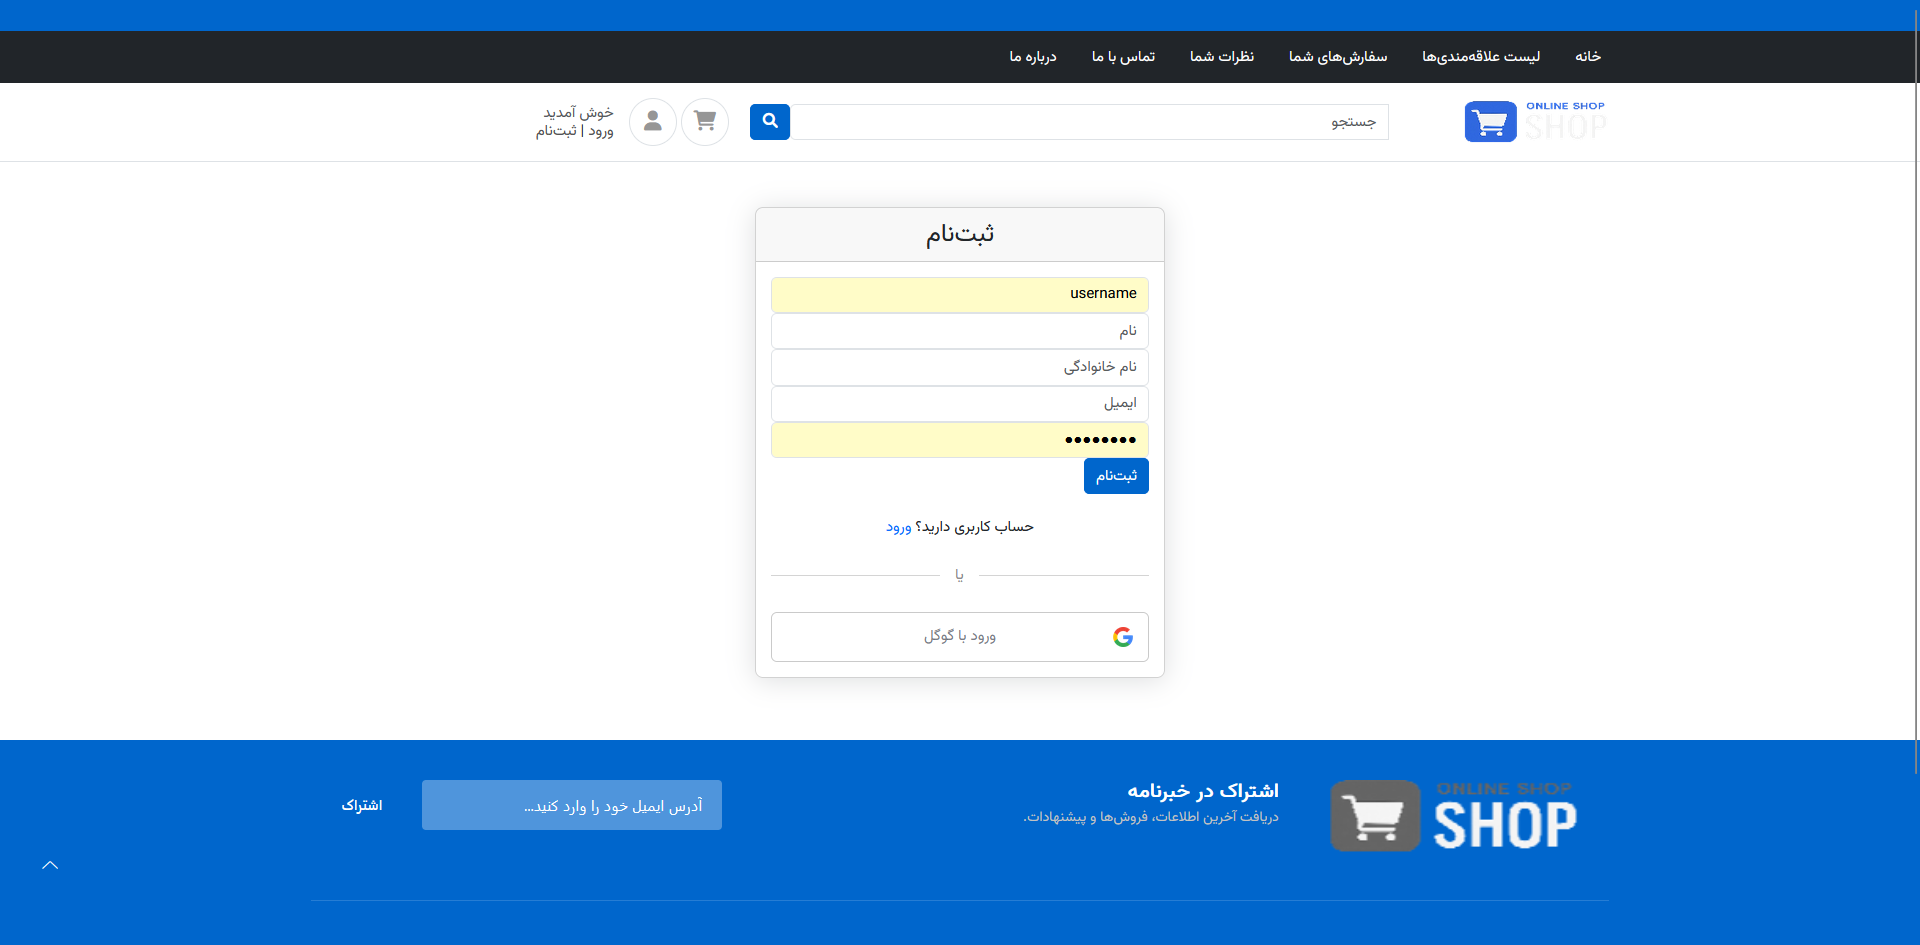 خانه
لیست علاقه‌مندی‌ها
سفارش‌های شما
نظرات شما
تماس با ما
درباره ما
ONLINE SHOP
SHOP
جستجو
خوش آمدید
ورود | ثبت‌نام
ثبت‌نام
username
نام
نام خانوادگی
ایمیل
••••••••
ثبت‌نام
حساب کاربری دارید؟ ورود
یا
ورود با گوگل
ONLINE SHOP
SHOP
اشتراک در خبرنامه
دریافت آخرین اطلاعات، فروش‌ها و پیشنهادات.
آدرس ایمیل خود را وارد کنید...
اشتراک